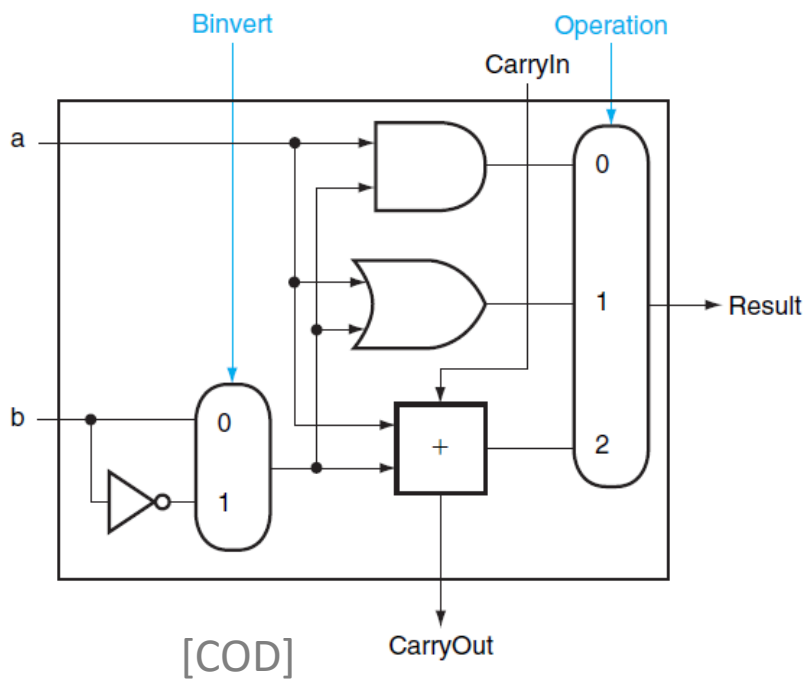 Binvert
Operation
CarryIn
a
0
1
Result
b
0
+
2
1
CarryOut
[COD]